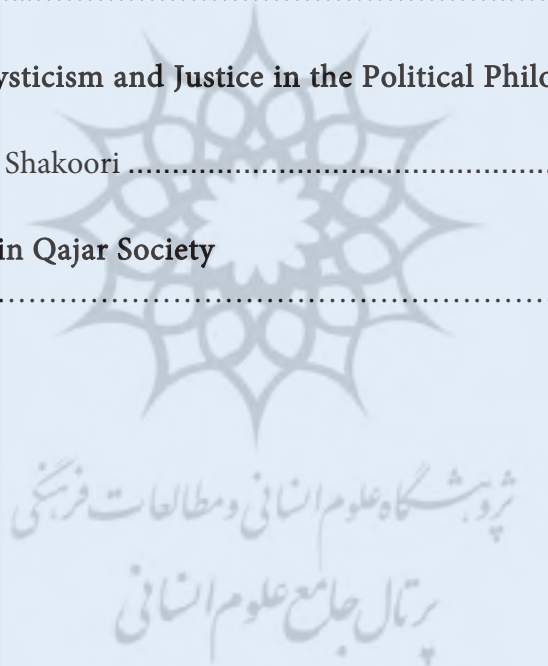 ysticism and Justice in the Political Philo
Shakoori ........................................................
in Qajar Society
........................................................................
پژوهشگاه علوم انسانی و مطالعات فرهنگی
پرتال جامع علوم انسانی